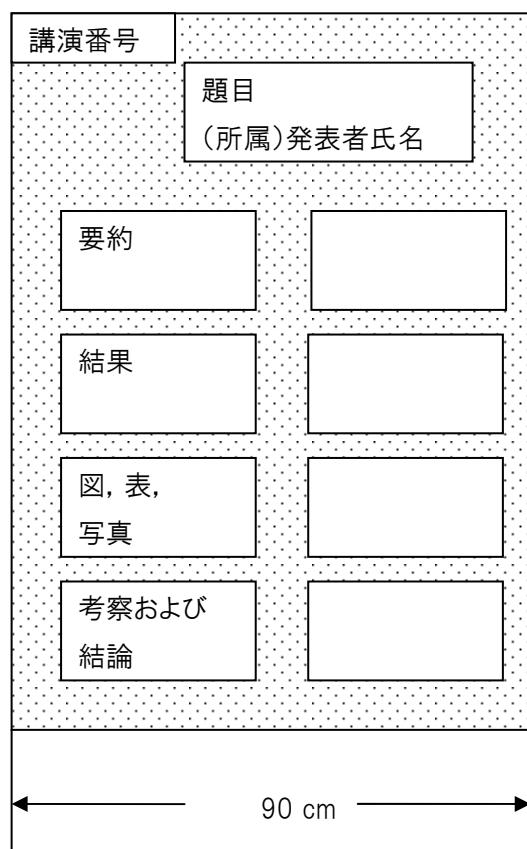 講演番号
題目
（所属）発表者氏名
要約
結果
図，表，
写真
考察および
結論
90 cm